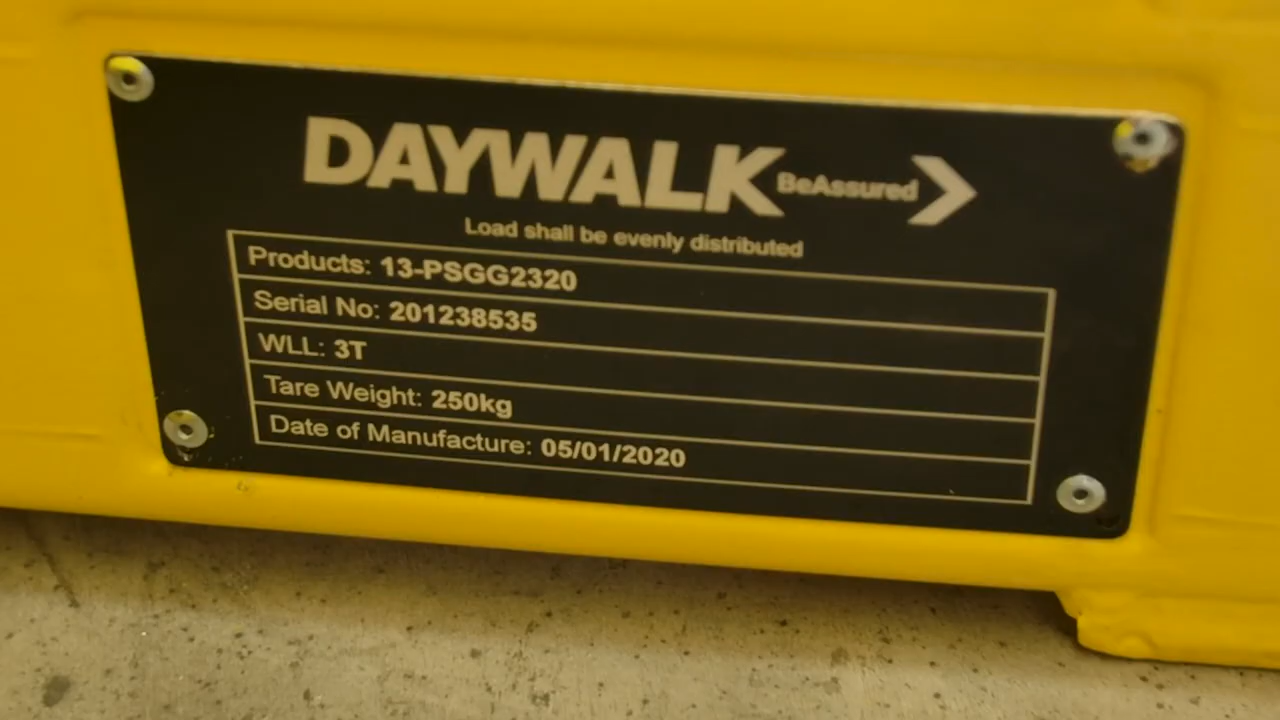 DAYWALK BeAssured
Load shall be evenly distributed
Products: 13-PSGG2320
Serial No: 201238535
WLL: 3T
Tare Weight: 250kg
Date of Manufacture: 05/01/2020